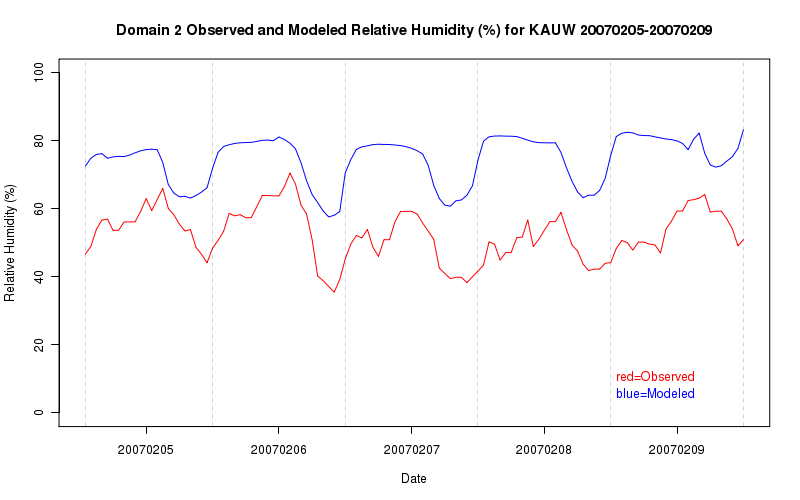 Domain 2 Observed and Modeled Relative Humidity (%) for KAUW 20070205-20070209
Relative Humidity (%)
100
80
60
40
20
0
red=Observed
blue=Modeled
20070205 20070206 20070207 20070208 20070209
Date